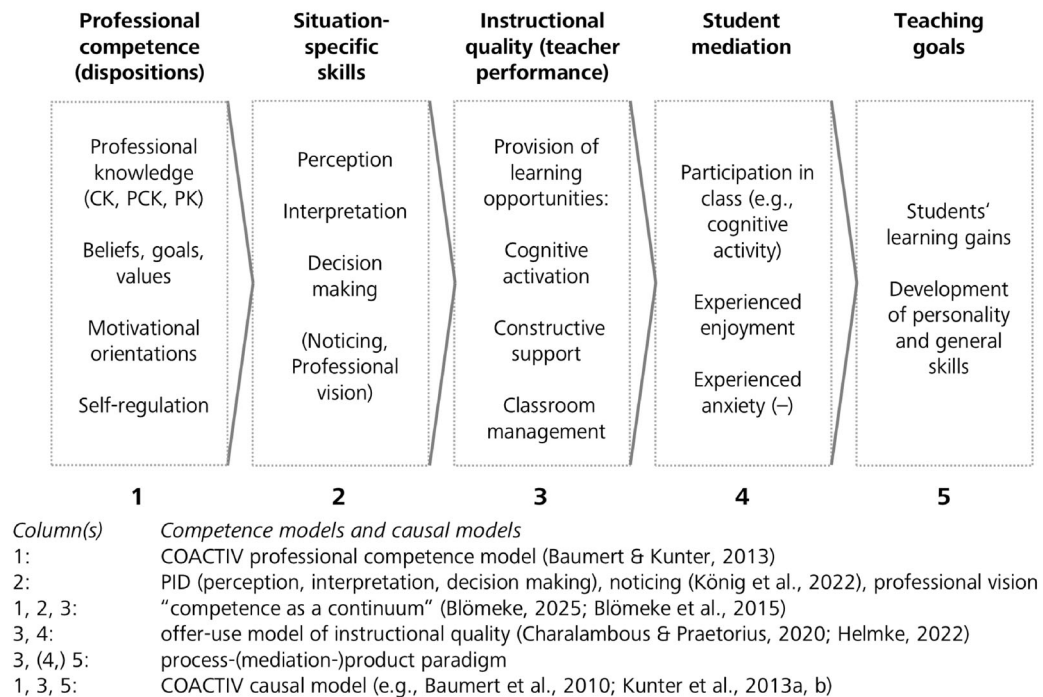 Professional
competence
(dispositions)
Situation-
specific
skills
Instructional
quality (teacher
performance)
Student
mediation
Teaching
goals
Professional
knowledge
(CK, PCK, PK)
Beliefs, goals,
values
Motivational
orientations
Self-regulation
Perception
Interpretation
Decision
making
(Noticing,
Professional
vision)
Provision of
learning
opportunities:
Cognitive
activation
Constructive
support
Classroom
management
Participation in
class (e.g.,
cognitive
activity)
Experienced
enjoyment
Experienced
anxiety (–)
Students‘
learning gains
Development
of personality
and general
skills
1 2 3 4 5
Column(s) Competence models and causal models
1: COACTIV professional competence model (Baumert & Kunter, 2013)
2: PID (perception, interpretation, decision making), noticing (König et al., 2022), professional vision
1, 2, 3: “competence as a continuum” (Blömeke, 2025; Blömeke et al., 2015)
3, 4: offer-use model of instructional quality (Charalambous & Praetorius, 2020; Helmke, 2022)
3, (4,) 5: process-(mediation-)product paradigm
1, 3, 5: COACTIV causal model (e.g., Baumert et al., 2010; Kunter et al., 2013a, b)